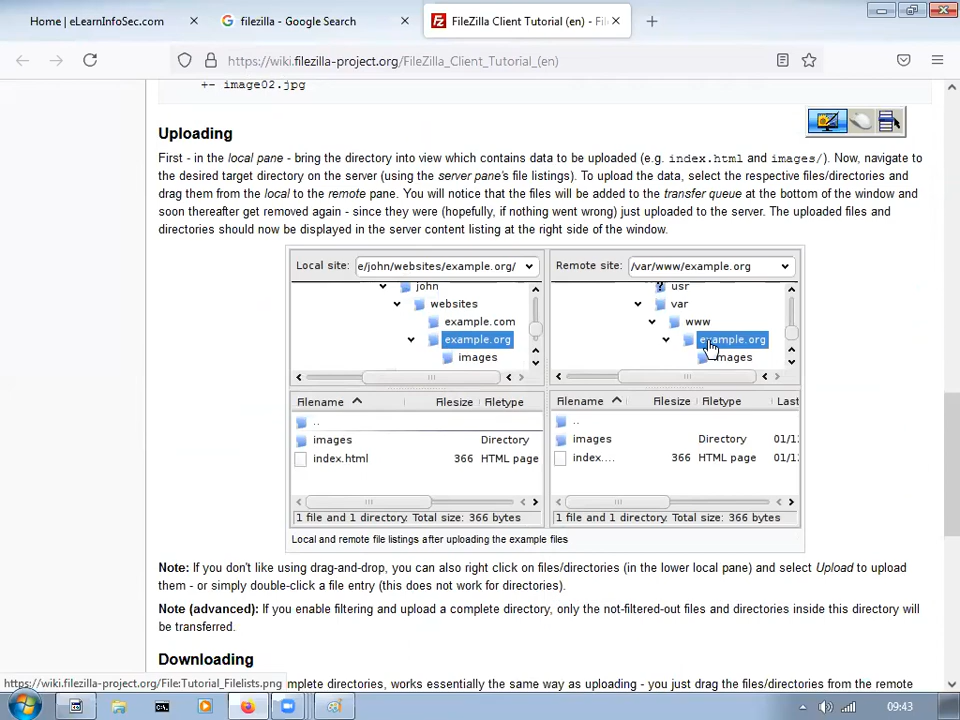 Home | eLearnInfoSec.com
filezilla - Google Search
FileZilla Client Tutorial (en) - Fi
https://wiki.filezilla-project.org/FileZilla_Client_Tutorial_(en)
+- image02.jpg
Uploading
First - in the local pane - bring the directory into view which contains data to be uploaded (e.g. index.html and images/). Now, navigate to
the desired target directory on the server (using the server pane's file listings). To upload the data, select the respective files/directories and
drag them from the local to the remote pane. You will notice that the files will be added to the transfer queue at the bottom of the window and
soon thereafter get removed again - since they were (hopefully, if nothing went wrong) just uploaded to the server. The uploaded files and
directories should now be displayed in the server content listing at the right side of the window.
Local site: e/john/websites/example.org/
Remote site: /var/www/example.org
john
websites
example.com
example.org
images
usr
var
www
example.org
images
Filename Filesize Filetype
..
images Directory
index.html 366 HTML page
1 file and 1 directory. Total size: 366 bytes
Filename Filesize Filetype Last
..
images Directory 01/1
index.... 366 HTML page 01/1
1 file and 1 directory. Total size: 366 bytes
Local and remote file listings after uploading the example files
Note: If you don't like using drag-and-drop, you can also right click on files/directories (in the lower local pane) and select Upload to upload
them - or simply double-click a file entry (this does not work for directories).
Note (advanced): If you enable filtering and upload a complete directory, only the not-filtered-out files and directories inside this directory will
be transferred.
Downloading
https://wiki.filezilla-project.org/File:Tutorial_Filelists.png
mplete directories, works essentially the same way as uploading - you just drag the files/directories from the remote
09:43